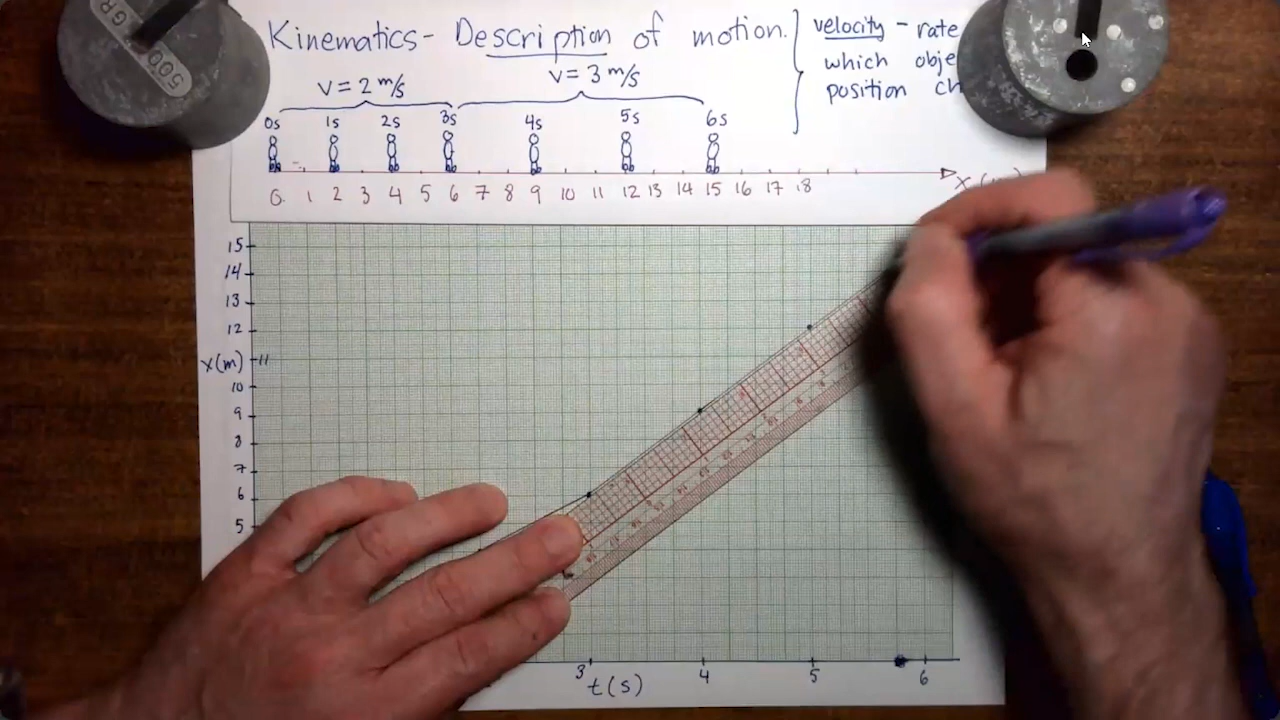 500 GR
Kinematics - Description of motion.
velocity - rate
which
position
v = 2 m/s
v = 3 m/s
0s 1s 2s 3s 4s 5s 6s
0 1 2 3 4 5 6 7 8 9 10 11 12 13 14 15 16 17 18
x
15
14
13
12
x(m) 11
10
9
8
7
6
5
3 4 5 6
t(s)